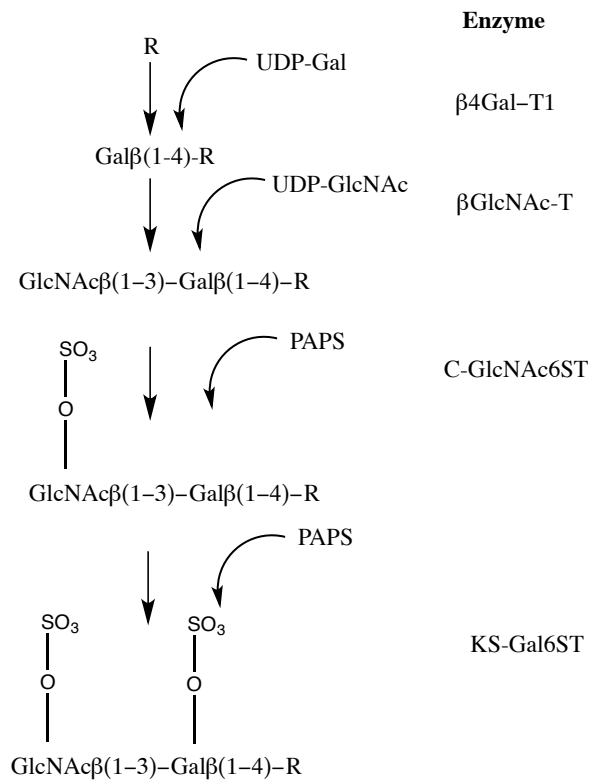 Enzyme
R
UDP-Gal
β4Gal–T1
Galβ(1-4)-R
UDP-GlcNAc
βGlcNAc-T
GlcNAcβ(1–3)–Galβ(1–4)–R
SO3
PAPS
C-GlcNAc6ST
O
GlcNAcβ(1–3)–Galβ(1–4)–R
PAPS
SO3 SO3
KS-Gal6ST
O O
GlcNAcβ(1–3)–Galβ(1–4)–R